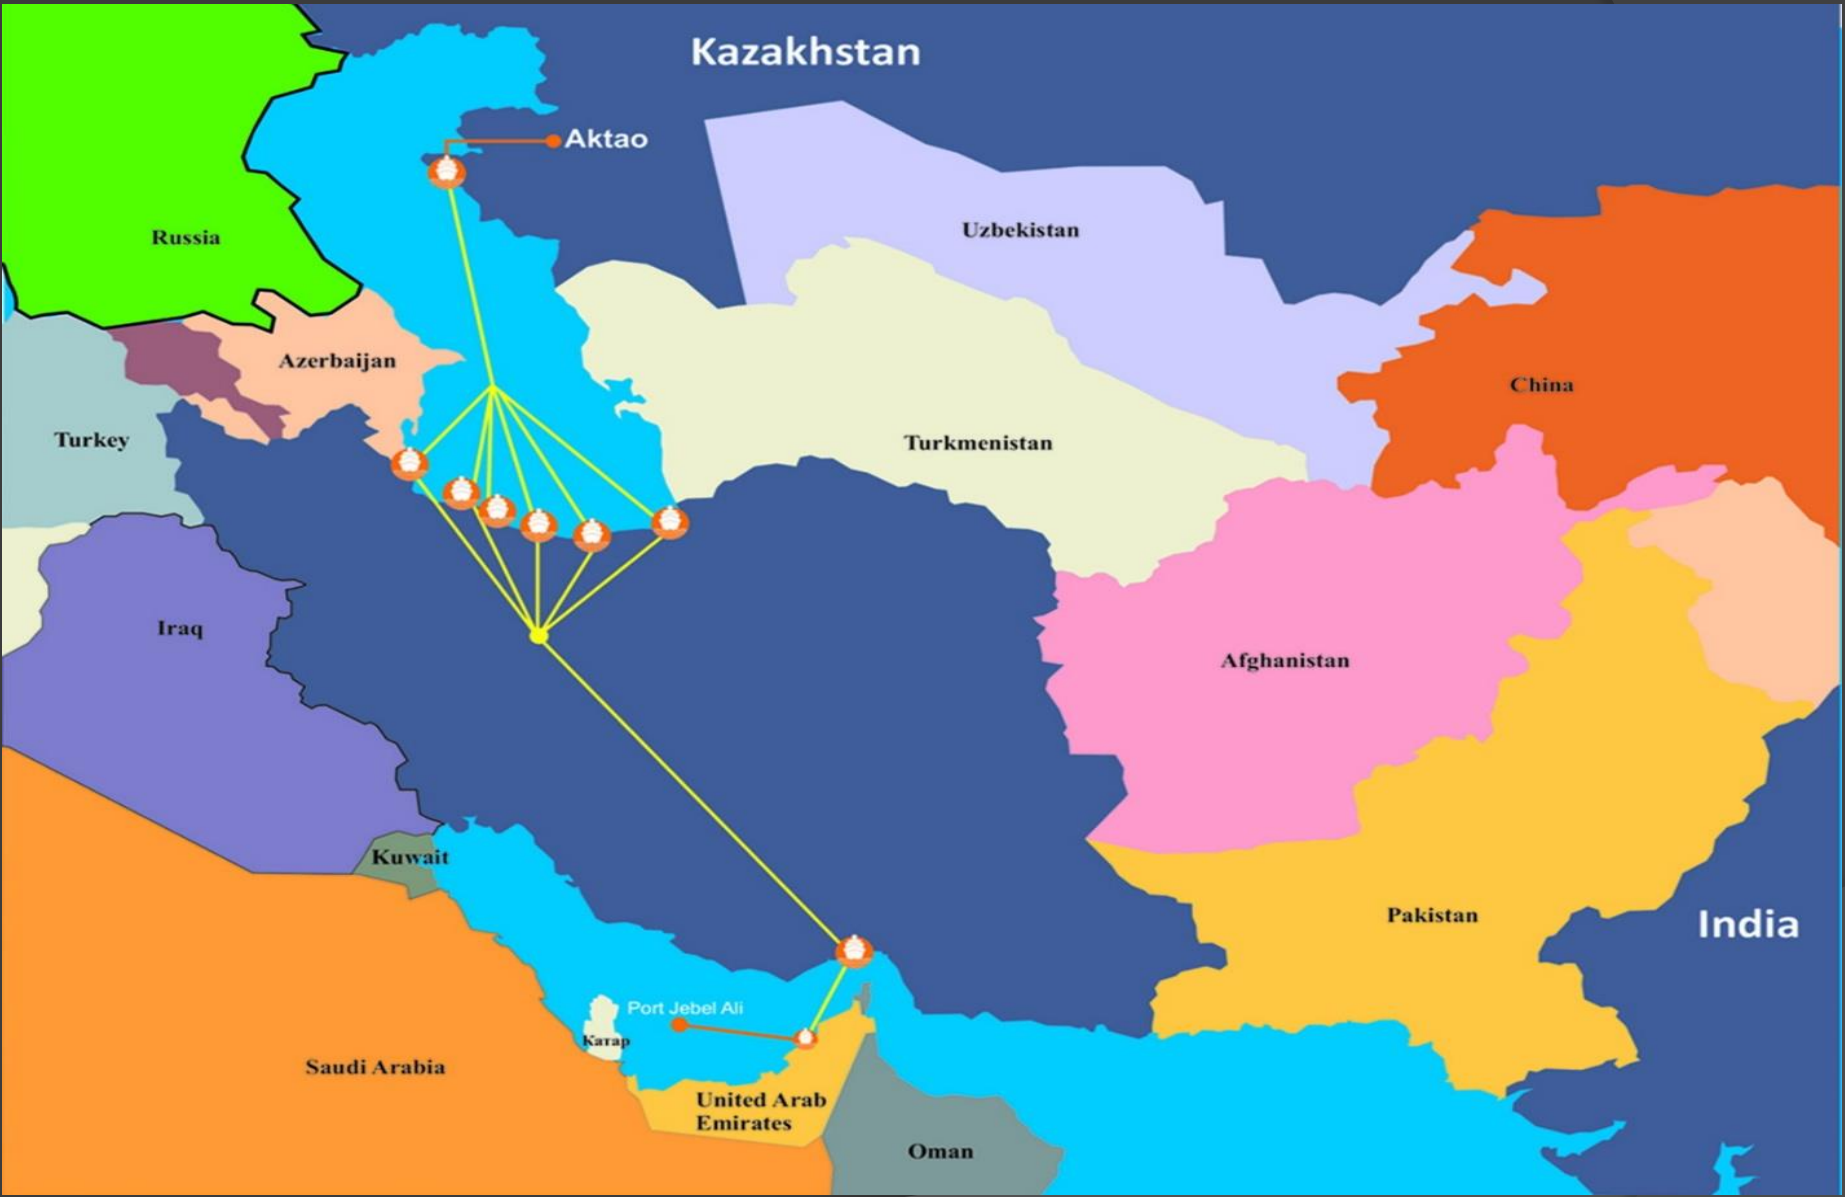 Kazakhstan
Aktao
Uzbekistan
Russia
Azerbaijan
China
Turkey
Turkmenistan
Iraq
Afghanistan
Kuwait
Pakistan
India
Port Jebel Ali
Катар
Saudi Arabia
United Arab
Emirates
Oman